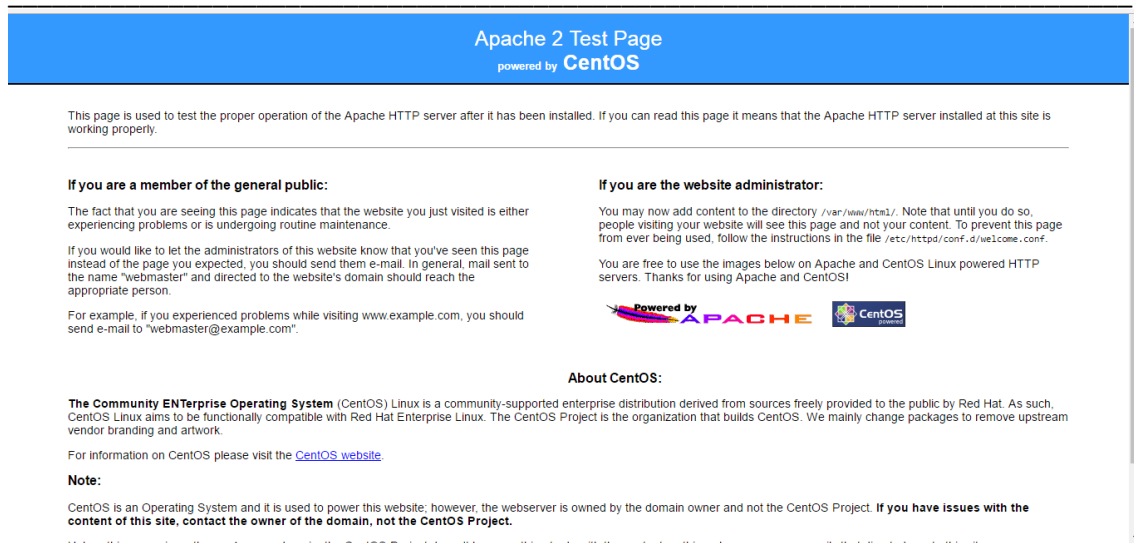 Apache 2 Test Page
powered by CentOS
This page is used to test the proper operation of the Apache HTTP server after it has been installed. If you can read this page it means that the Apache HTTP server installed at this site is
working properly.
If you are a member of the general public:
The fact that you are seeing this page indicates that the website you just visited is either
experiencing problems or is undergoing routine maintenance.
If you would like to let the administrators of this website know that you've seen this page
instead of the page you expected, you should send them e-mail. In general, mail sent to
the name "webmaster" and directed to the website's domain should reach the
appropriate person.
For example, if you experienced problems while visiting www.example.com, you should
send e-mail to "webmaster@example.com".
If you are the website administrator:
You may now add content to the directory /var/www/html/. Note that until you do so,
people visiting your website will see this page and not your content. To prevent this page
from ever being used, follow the instructions in the file /etc/httpd/conf.d/welcome.conf.
You are free to use the images below on Apache and CentOS Linux powered HTTP
servers. Thanks for using Apache and CentOS!
Powered by
APACHE
CentOS
powered
About CentOS:
The Community ENTerprise Operating System (CentOS) Linux is a community-supported enterprise distribution derived from sources freely provided to the public by Red Hat. As such,
CentOS Linux aims to be functionally compatible with Red Hat Enterprise Linux. The CentOS Project is the organization that builds CentOS. We mainly change packages to remove upstream
vendor branding and artwork.
For information on CentOS please visit the CentOS website.
Note:
CentOS is an Operating System and it is used to power this website; however, the webserver is owned by the domain owner and not the CentOS Project. If you have issues with the
content of this site, contact the owner of the domain, not the CentOS Project.